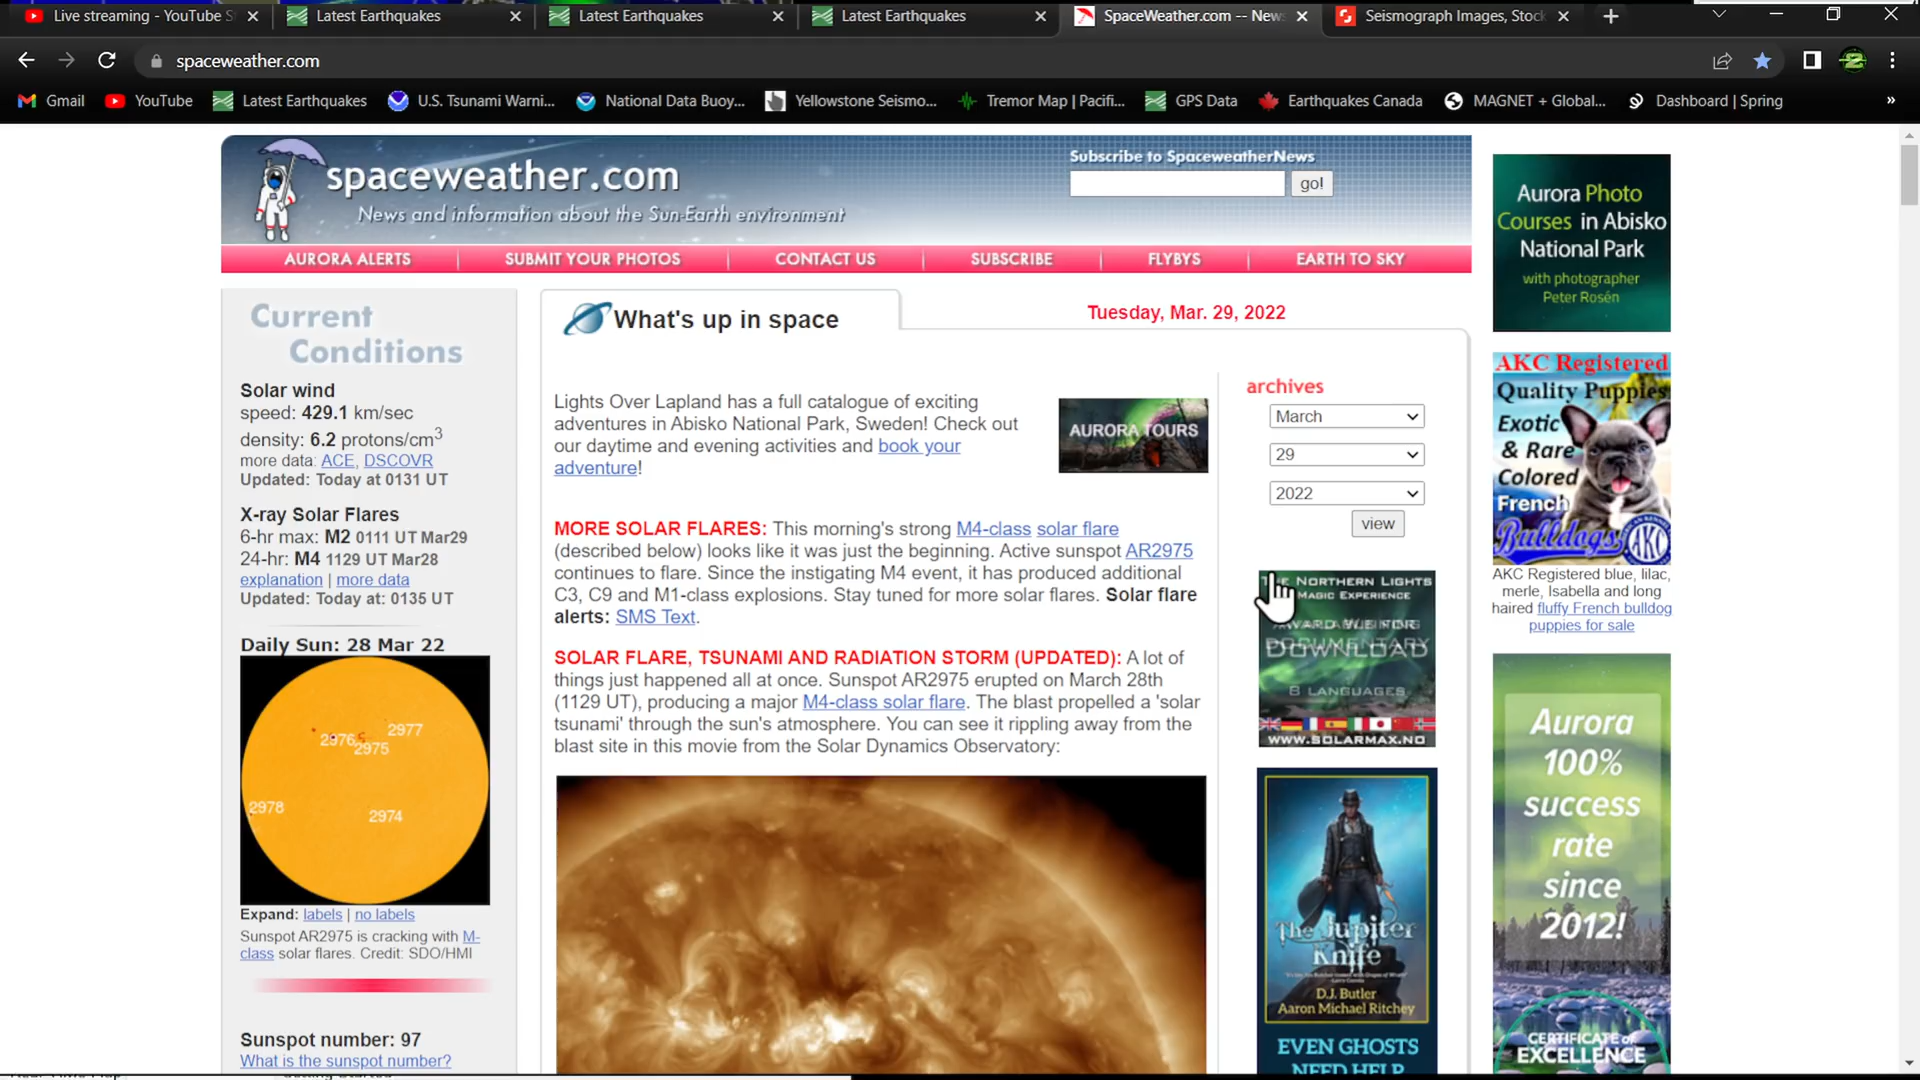 Live streaming - YouTube S
Latest Earthquakes
Latest Earthquakes
Latest Earthquakes
SpaceWeather.com -- New
Seismograph Images, Stock
spaceweather.com
Gmail
YouTube
Latest Earthquakes
U.S. Tsunami Warni...
National Data Buoy...
Yellowstone Seismo...
Tremor Map | Pacifi...
GPS Data
Earthquakes Canada
MAGNET + Global...
Dashboard | Spring
»
spaceweather.com
News and information about the Sun-Earth environment
Subscribe to SpaceweatherNews
go!
AURORA ALERTS
SUBMIT YOUR PHOTOS
CONTACT US
SUBSCRIBE
FLYBYS
EARTH TO SKY
Current
Conditions
Solar wind
speed: 429.1 km/sec
density: 6.2 protons/cm3
more data: ACE, DSCOVR
Updated: Today at 0131 UT
X-ray Solar Flares
6-hr max: M2 0111 UT Mar29
24-hr: M4 1129 UT Mar28
explanation | more data
Updated: Today at: 0135 UT
Daily Sun: 28 Mar 22
2977
2976
2975
2978
2974
Expand: labels | no labels
Sunspot AR2975 is cracking with M-
class solar flares. Credit: SDO/HMI
Sunspot number: 97
What is the sunspot number?
What's up in space
Tuesday, Mar. 29, 2022
Lights Over Lapland has a full catalogue of exciting
adventures in Abisko National Park, Sweden! Check out
our daytime and evening activities and book your
adventure!
AURORA TOURS
MORE SOLAR FLARES: This morning's strong M4-class solar flare
(described below) looks like it was just the beginning. Active sunspot AR2975
continues to flare. Since the instigating M4 event, it has produced additional
C3, C9 and M1-class explosions. Stay tuned for more solar flares. Solar flare
alerts: SMS Text.
SOLAR FLARE, TSUNAMI AND RADIATION STORM (UPDATED): A lot of
things just happened all at once. Sunspot AR2975 erupted on March 28th
(1129 UT), producing a major M4-class solar flare. The blast propelled a 'solar
tsunami' through the sun's atmosphere. You can see it rippling away from the
blast site in this movie from the Solar Dynamics Observatory:
archives
March
29
2022
view
NORTHERN LIGHTS
MAGIC EXPERIENCE
DOCUMENTARY
DOWNLOAD
8 LANGUAGES
WWW.SOLARMAX.NO
The Jupiter
Knife
D.J. Butler
Aaron Michael Ritchey
EVEN GHOSTS
NEED HELP
Aurora Photo
Courses in Abisko
National Park
with photographer
Peter Rosén
AKC Registered
Quality Puppies
Exotic
& Rare
Colored
French
Bulldogs
AKC
AKC Registered blue, lilac,
merle, Isabella and long
haired fluffy French bulldog
puppies for sale
Aurora
100%
success
rate
since
2012!
CERTIFICATE of
EXCELLENCE